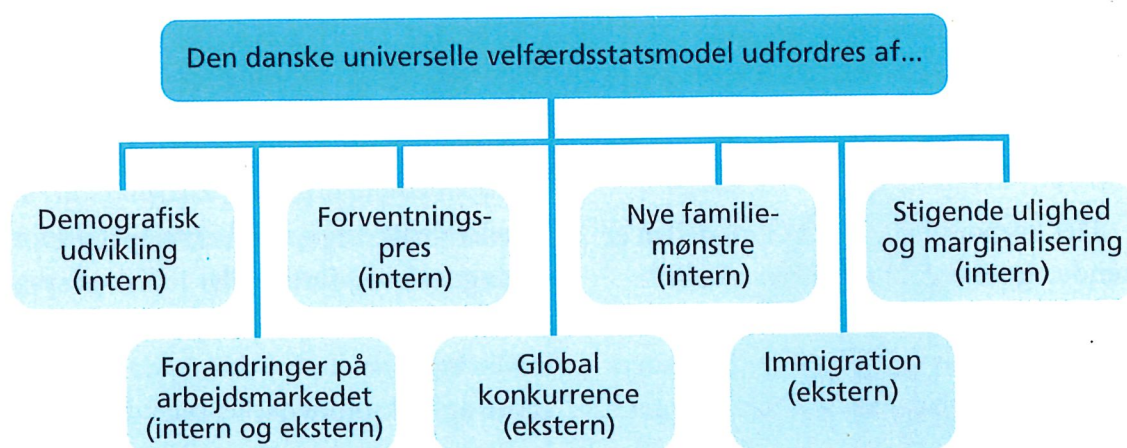 Den danske universelle velfærdsstatsmodel udfordres af...
Demografisk
udvikling
(intern)
Forventnings-
pres
(intern)
Nye familie-
mønstre
(intern)
Stigende ulighed
og marginalisering
(intern)
Forandringer på
arbejdsmarkedet
(intern og ekstern)
Global
konkurrence
(ekstern)
Immigration
(ekstern)